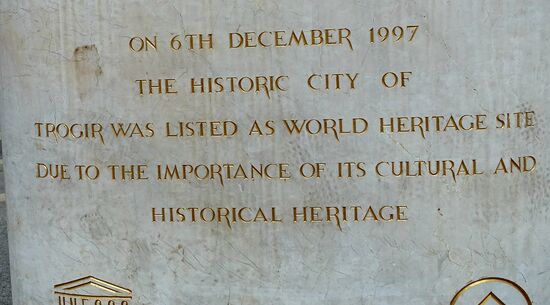 ON 6TH DECEMBER 1997
THE HISTORIC CITY OF
TROGIR WAS LISTED AS WORLD HERITAGE SITE
DUE TO THE IMPORTANCE OF ITS CULTURAL AND
HISTORICAL HERITAGE